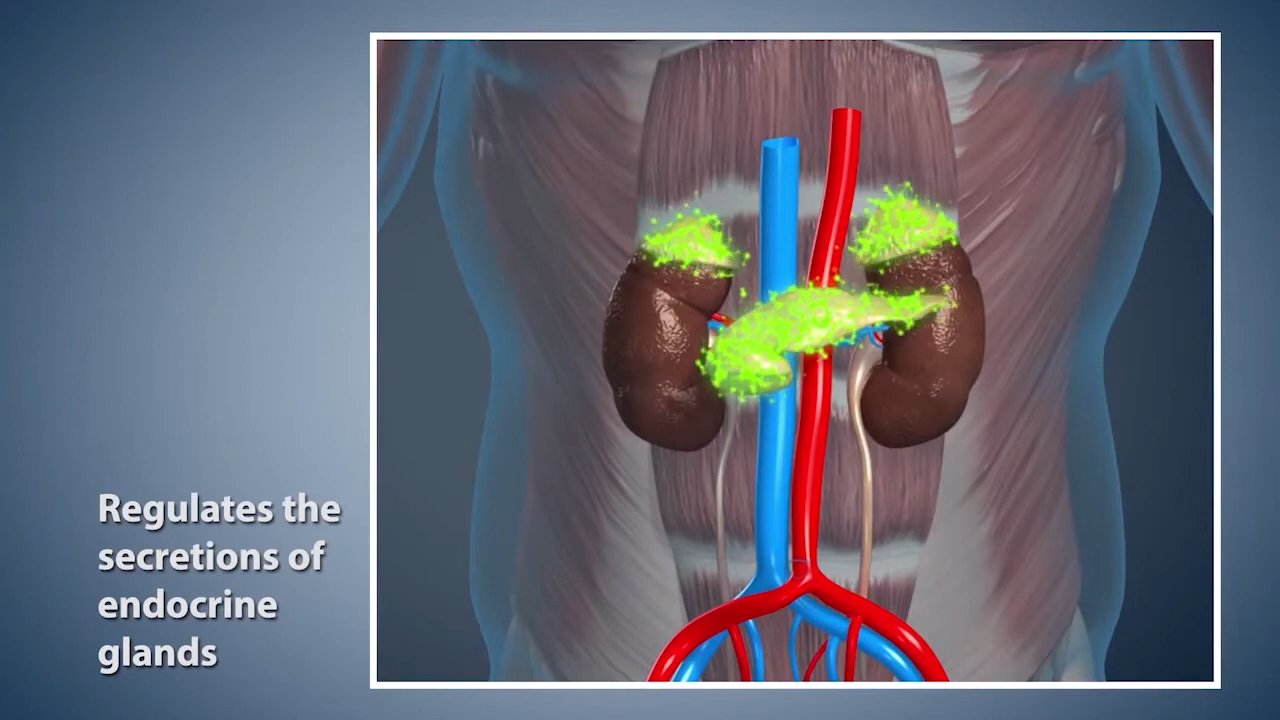 Regulates the
secretions of
endocrine
glands